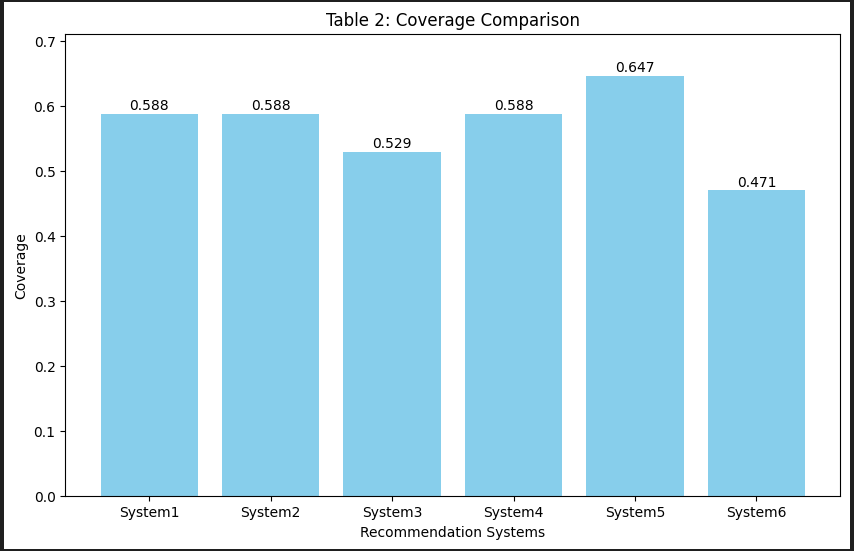 Table 2: Coverage Comparison
0.7
0.6
0.5
0.4
0.3
0.2
0.1
0.0
Coverage
0.588
0.588
0.529
0.588
0.647
0.471
System1
System2
System3
System4
System5
System6
Recommendation Systems